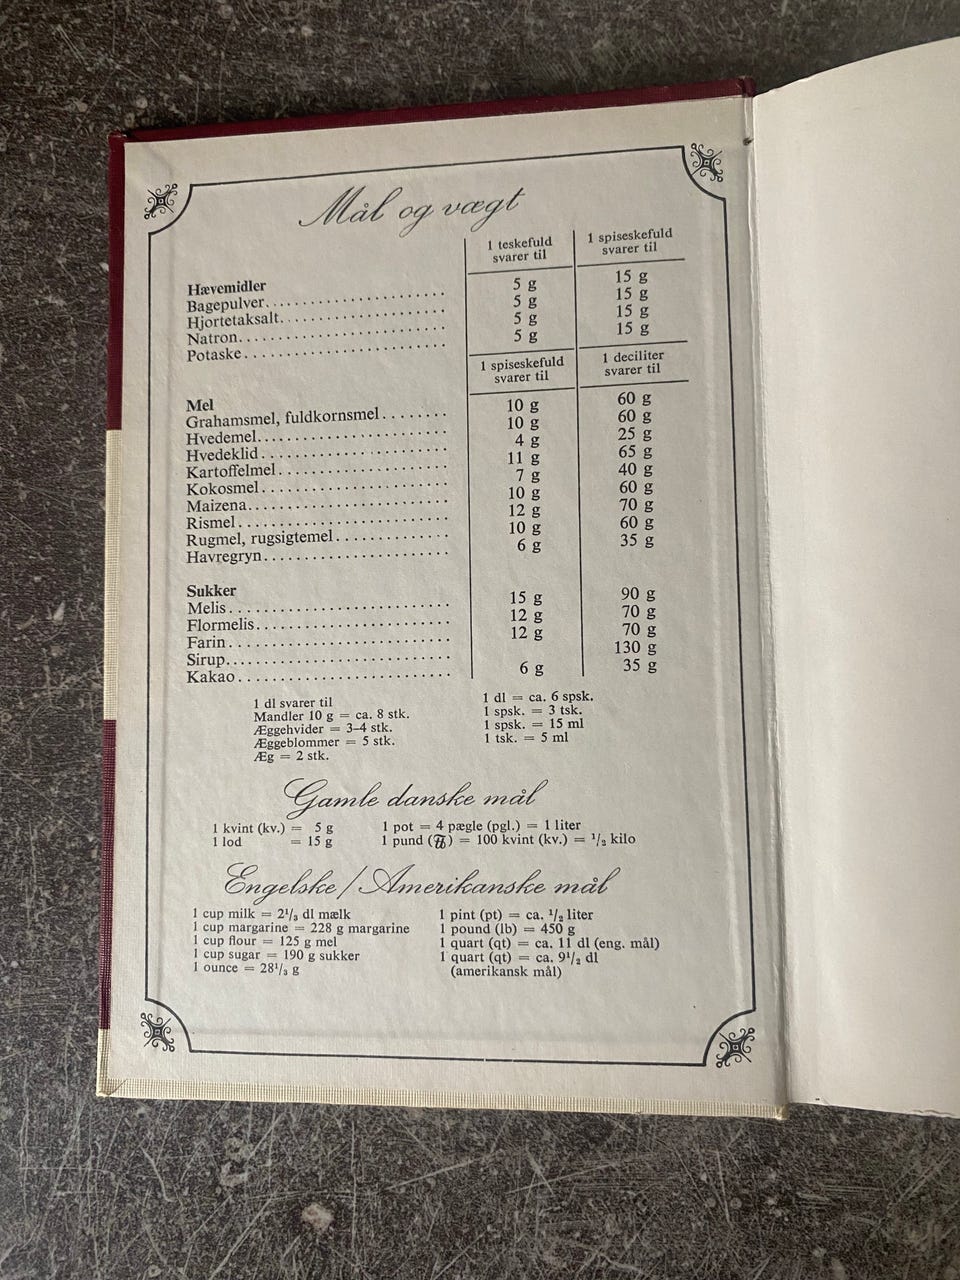 Mål og vægt
1 teskefuld svarer til 1 spiseskefuld svarer til
Hævemidler
Bagepulver 5 g 15 g
Hjortetaksalt 5 g 15 g
Natron 5 g 15 g
Potaske 5 g 15 g
1 spiseskefuld svarer til 1 deciliter svarer til
Mel
Grahamsmel, fuldkornsmel 10 g 60 g
Hvedemel 10 g 60 g
Hvedeklid 4 g 25 g
Kartoffelmel 11 g 65 g
Kokosmel 7 g 40 g
Maizena 10 g 60 g
Rismel 12 g 70 g
Rugmel, rugsigtemel 10 g 60 g
Havregryn 6 g 35 g
Sukker
Melis 15 g 90 g
Flormelis 12 g 70 g
Farin 12 g 70 g
Sirup 130 g
Kakao 6 g 35 g
1 dl svarer til
Mandler 10 g = ca. 8 stk.
Æggehvider = 3–4 stk.
Æggeblommer = 5 stk.
Æg = 2 stk.
1 dl = ca. 6 spsk.
1 spsk. = 3 tsk.
1 spsk. = 15 ml
1 tsk. = 5 ml
Gamle danske mål
1 kvint (kv.) = 5 g
1 lod = 15 g
1 pot = 4 pægle (pgl.) = 1 liter
1 pund (℔) = 100 kvint (kv.) = 1/2 kilo
Engelske/Amerikanske mål
1 cup milk = 2 1/3 dl mælk
1 cup margarine = 228 g margarine
1 cup flour = 125 g mel
1 cup sugar = 190 g sukker
1 ounce = 28 1/3 g
1 pint (pt) = ca. 1/2 liter
1 pound (lb) = 450 g
1 quart (qt) = ca. 11 dl (eng. mål)
1 quart (qt) = ca. 9 1/2 dl
(amerikansk mål)